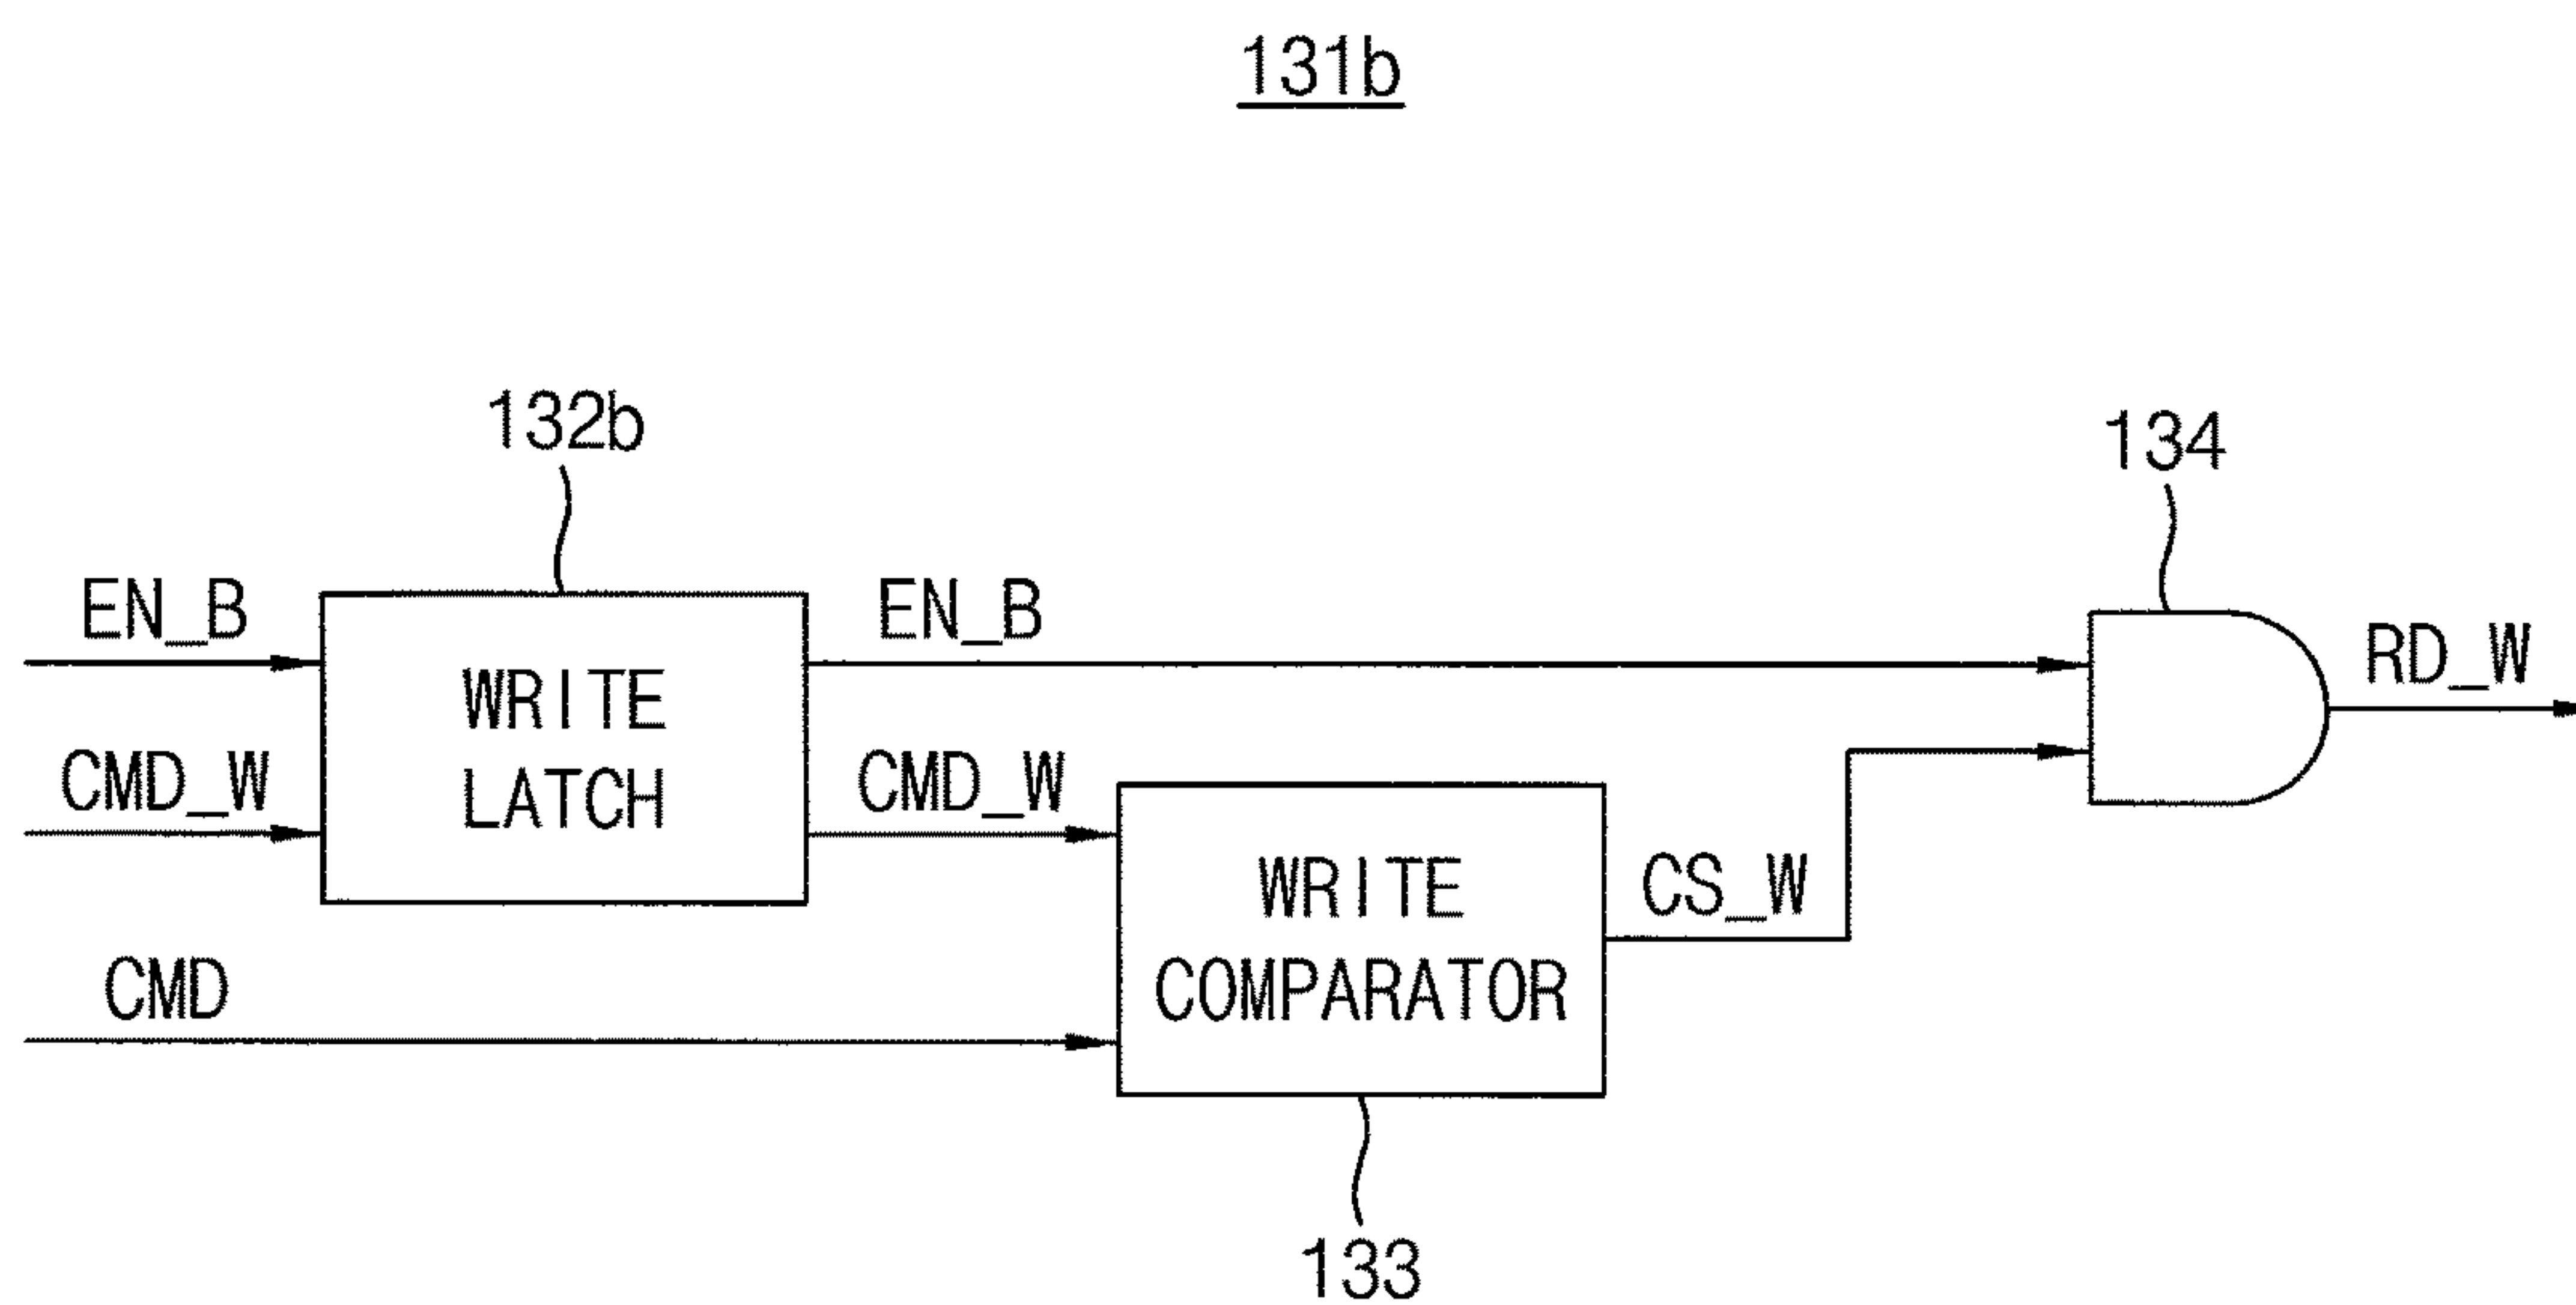 131b
132b
134
EN_B
EN_B
RD_W
WRITE
LATCH
CMD_W
CMD_W
WRITE
COMPARATOR
CS_W
CMD
133